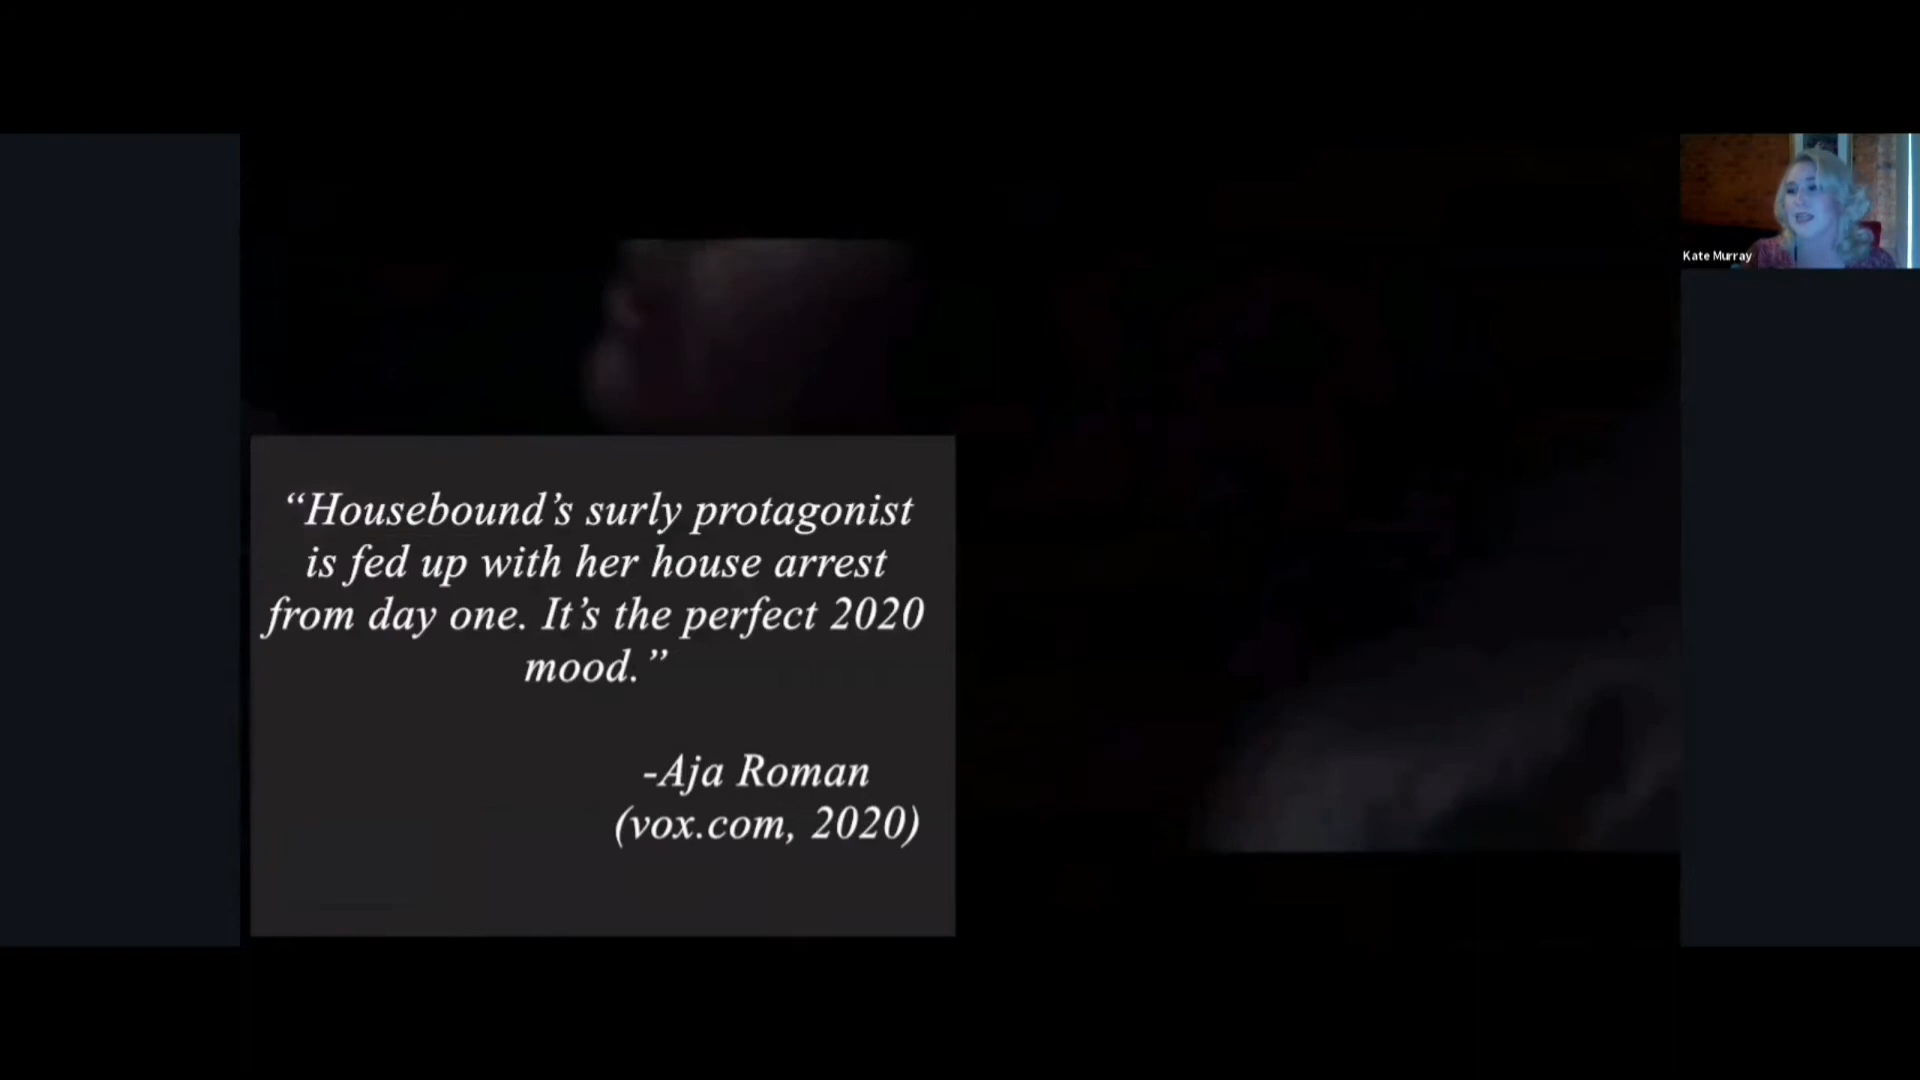 Kate Murray
“Housebound’s surly protagonist
is fed up with her house arrest
from day one. It’s the perfect 2020
mood.”
-Aja Roman
(vox.com, 2020)